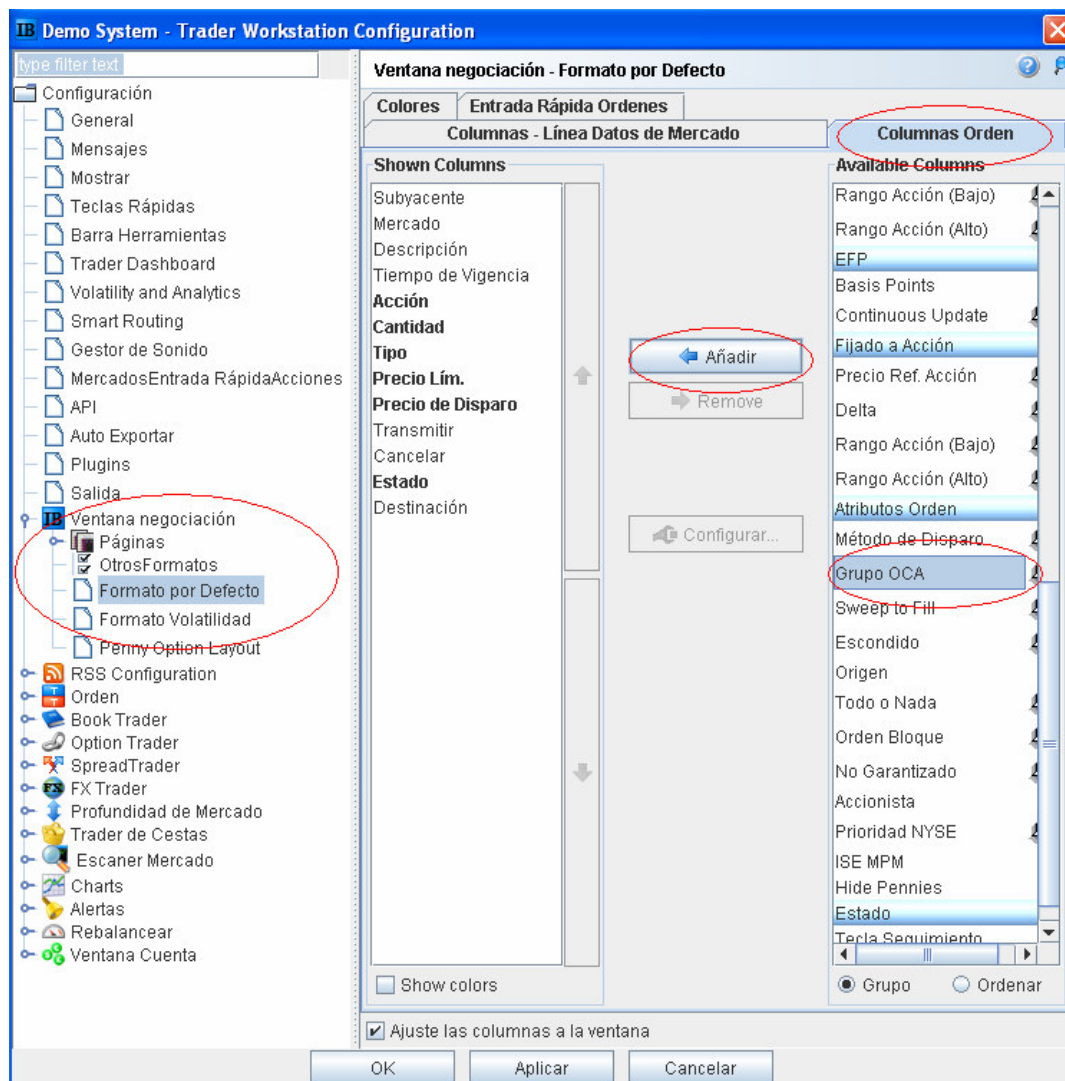 IB Demo System - Trader Workstation Configuration
type filter text
Configuración
General
Mensajes
Mostrar
Teclas Rápidas
Barra Herramientas
Trader Dashboard
Volatility and Analytics
Smart Routing
Gestor de Sonido
MercadosEntrada RápidaAcciones
API
Auto Exportar
Plugins
Salida
IB Ventana negociación
Páginas
OtrosFormatos
Formato por Defecto
Formato Volatilidad
Penny Option Layout
RSS Configuration
Orden
Book Trader
Option Trader
SpreadTrader
FX FX Trader
Profundidad de Mercado
Trader de Cestas
Escaner Mercado
Charts
Alertas
Rebalancear
Ventana Cuenta
Ventana negociación - Formato por Defecto
Colores
Entrada Rápida Ordenes
Columnas - Línea Datos de Mercado
Columnas Orden
Shown Columns
Subyacente
Mercado
Descripción
Tiempo de Vigencia
Acción
Cantidad
Tipo
Precio Lím.
Precio de Disparo
Transmitir
Cancelar
Estado
Destinación
Show colors
Añadir
Remove
Configurar...
Available Columns
Rango Acción (Bajo)
Rango Acción (Alto)
EFP
Basis Points
Continuous Update
Fijado a Acción
Precio Ref. Acción
Delta
Rango Acción (Bajo)
Rango Acción (Alto)
Atributos Orden
Método de Disparo
Grupo OCA
Sweep to Fill
Escondido
Origen
Todo o Nada
Orden Bloque
No Garantizado
Accionista
Prioridad NYSE
ISE MPM
Hide Pennies
Estado
Tecla Seguimiento
Grupo
Ordenar
Ajuste las columnas a la ventana
OK
Aplicar
Cancelar